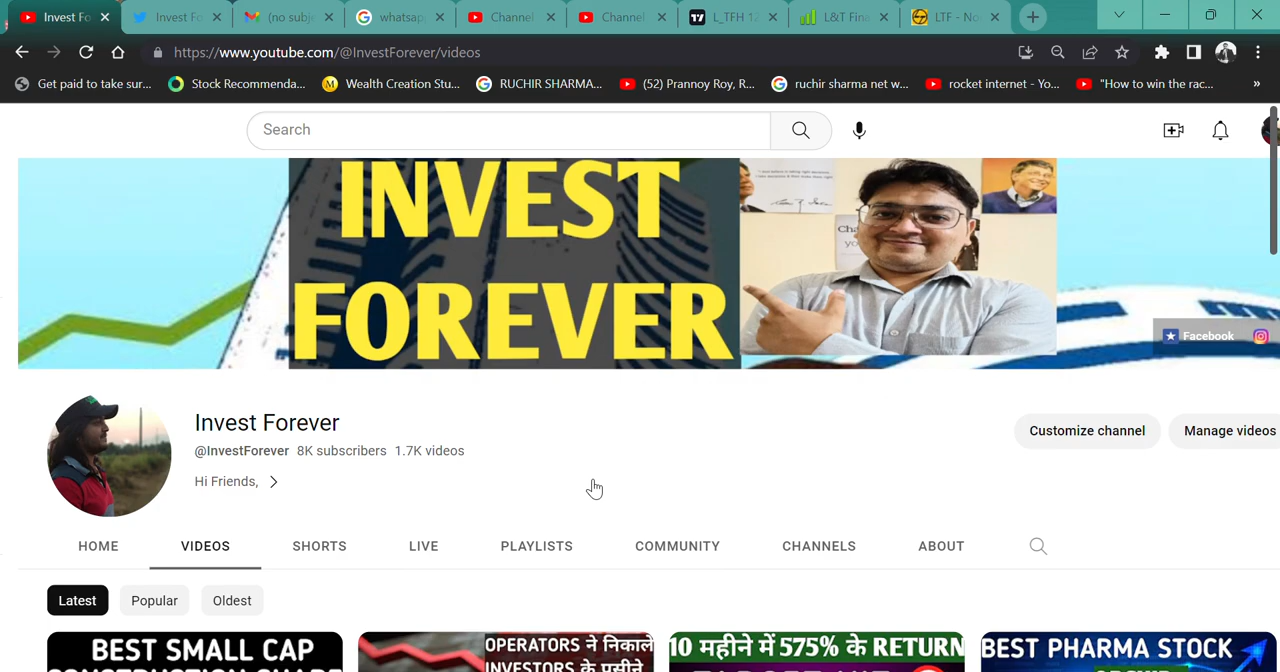 Invest Fo
Invest Fo
(no subje
whatsap
Channel
Channel
L_TFH 12
L&T Fina
LTF - No
https://www.youtube.com/@InvestForever/videos
Get paid to take sur...
Stock Recommenda...
Wealth Creation Stu...
RUCHIR SHARMA...
(52) Prannoy Roy, R...
ruchir sharma net w...
rocket internet - Yo...
"How to win the rac...
»
Search
INVEST
FOREVER
Facebook
Invest Forever
@InvestForever 8K subscribers 1.7K videos
Hi Friends,
Customize channel
Manage videos
HOME
VIDEOS
SHORTS
LIVE
PLAYLISTS
COMMUNITY
CHANNELS
ABOUT
Latest
Popular
Oldest
BEST SMALL CAP
OPERATORS ने निकाले
10 महीने में 575% के RETURN
BEST PHARMA STOCK